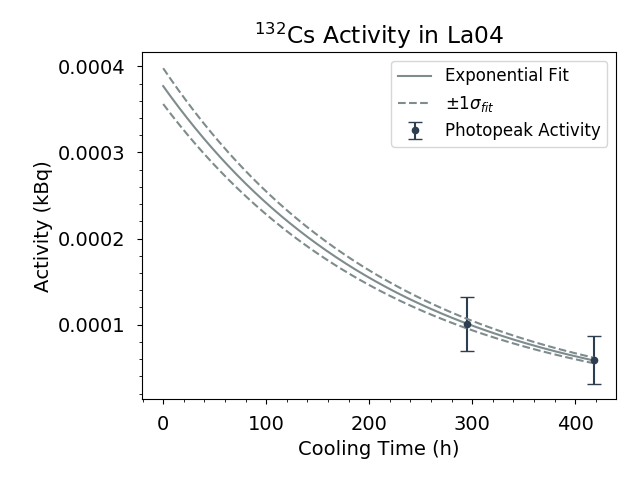 ¹³²Cs Activity in La04
Exponential Fit
±1σ_fit
Photopeak Activity
Activity (kBq)
0.0004
0.0003
0.0002
0.0001
0 100 200 300 400
Cooling Time (h)